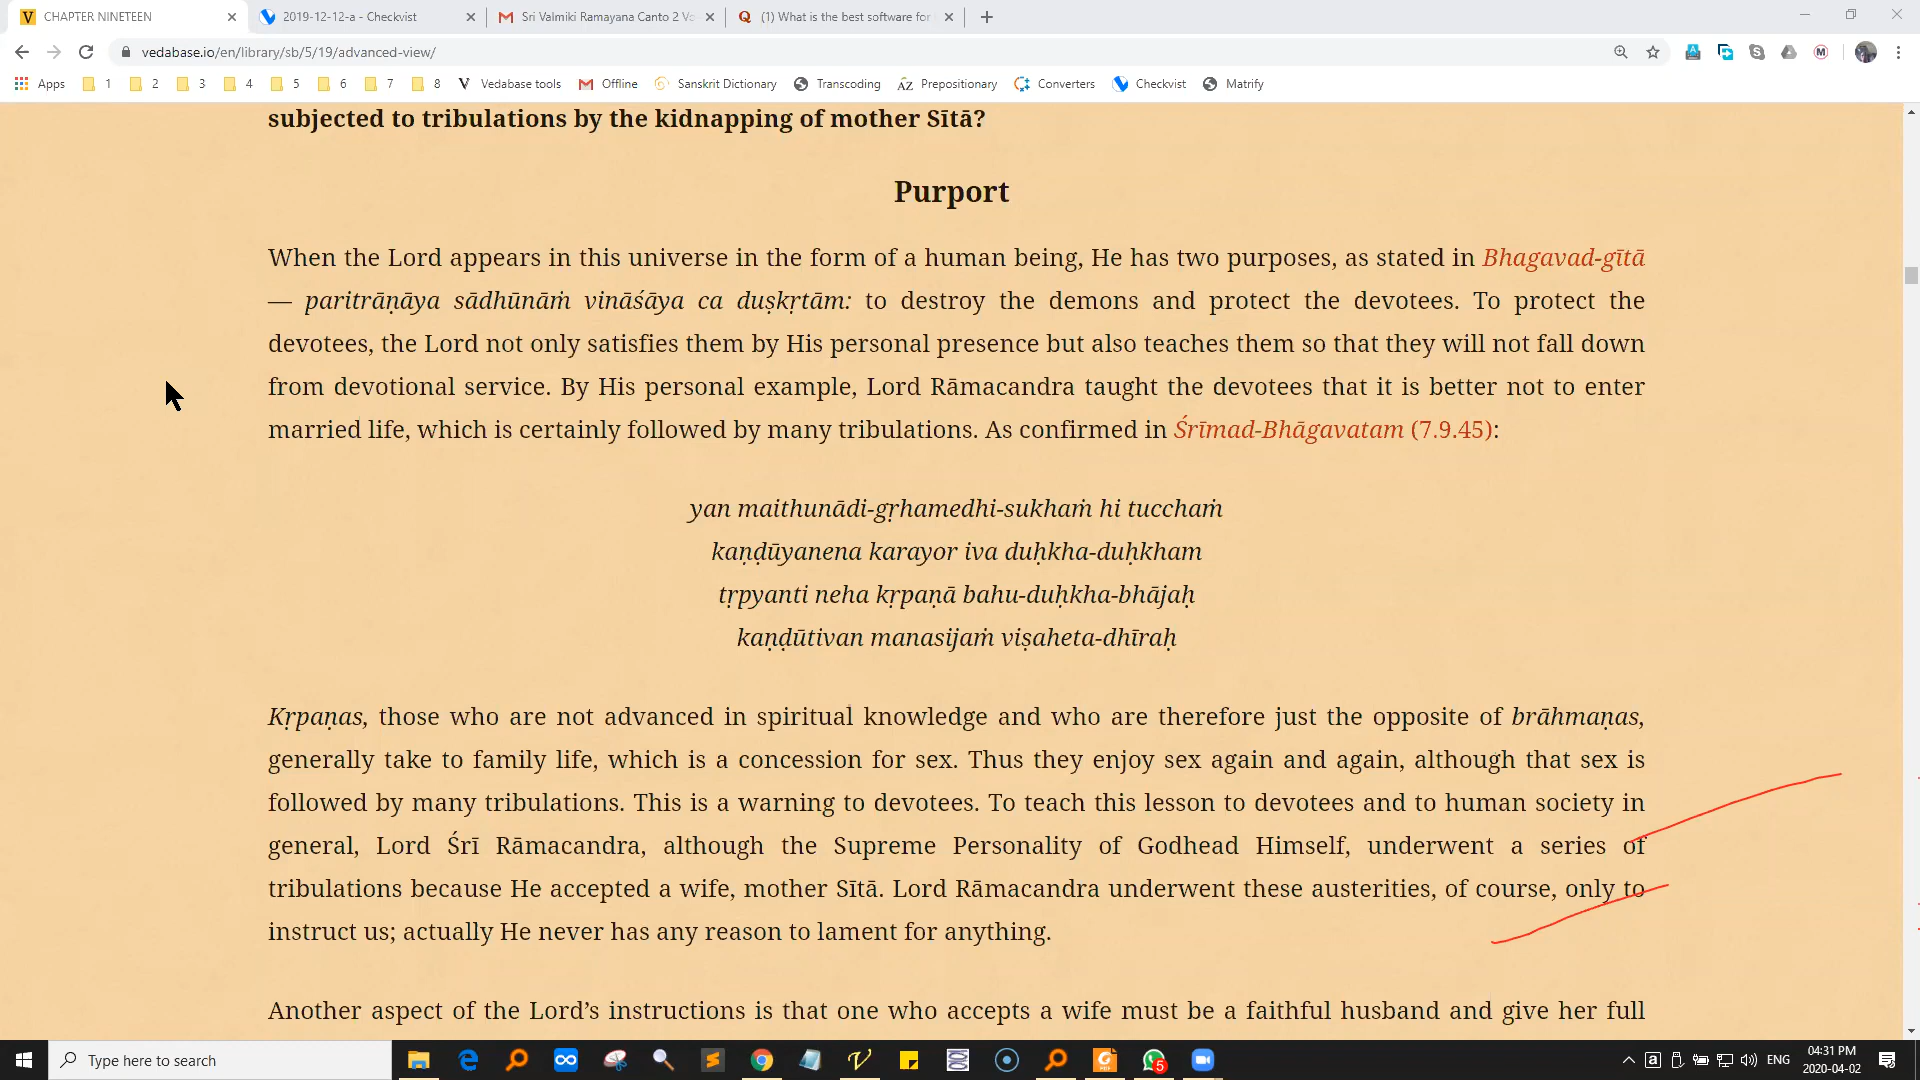 CHAPTER NINETEEN
2019-12-12-a - Checkvist
Sri Valmiki Ramayana Canto 2 Vo
(1) What is the best software for
vedabase.io/en/library/sb/5/19/advanced-view/
Apps 1 2 3 4 5 6 7 8 Vedabase tools Offline Sanskrit Dictionary Transcoding Prepositionary Converters Checkvist Matrify
subjected to tribulations by the kidnapping of mother Sītā?
Purport
When the Lord appears in this universe in the form of a human being, He has two purposes, as stated in Bhagavad-gītā
— paritrāṇāya sādhūnāṁ vināśāya ca duṣkṛtām: to destroy the demons and protect the devotees. To protect the
devotees, the Lord not only satisfies them by His personal presence but also teaches them so that they will not fall down
from devotional service. By His personal example, Lord Rāmacandra taught the devotees that it is better not to enter
married life, which is certainly followed by many tribulations. As confirmed in Śrīmad-Bhāgavatam (7.9.45):
yan maithunādi-gṛhamedhi-sukhaṁ hi tucchaṁ
kaṇḍūyanena karayor iva duḥkha-duḥkham
tṛpyanti neha kṛpaṇā bahu-duḥkha-bhājaḥ
kaṇḍūtivan manasijaṁ viṣaheta-dhīraḥ
Kṛpaṇas, those who are not advanced in spiritual knowledge and who are therefore just the opposite of brāhmaṇas,
generally take to family life, which is a concession for sex. Thus they enjoy sex again and again, although that sex is
followed by many tribulations. This is a warning to devotees. To teach this lesson to devotees and to human society in
general, Lord Śrī Rāmacandra, although the Supreme Personality of Godhead Himself, underwent a series of
tribulations because He accepted a wife, mother Sītā. Lord Rāmacandra underwent these austerities, of course, only to
instruct us; actually He never has any reason to lament for anything.
Another aspect of the Lord's instructions is that one who accepts a wife must be a faithful husband and give her full
Type here to search
5
ENG
04:31 PM
2020-04-02